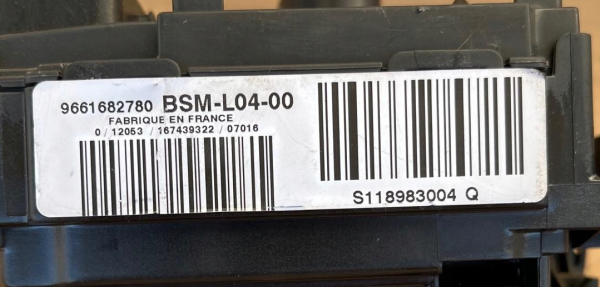 9661682780 BSM-L04-00
FABRIQUE EN FRANCE
0 / 12053 / 167439322 / 07016
S118983004 Q